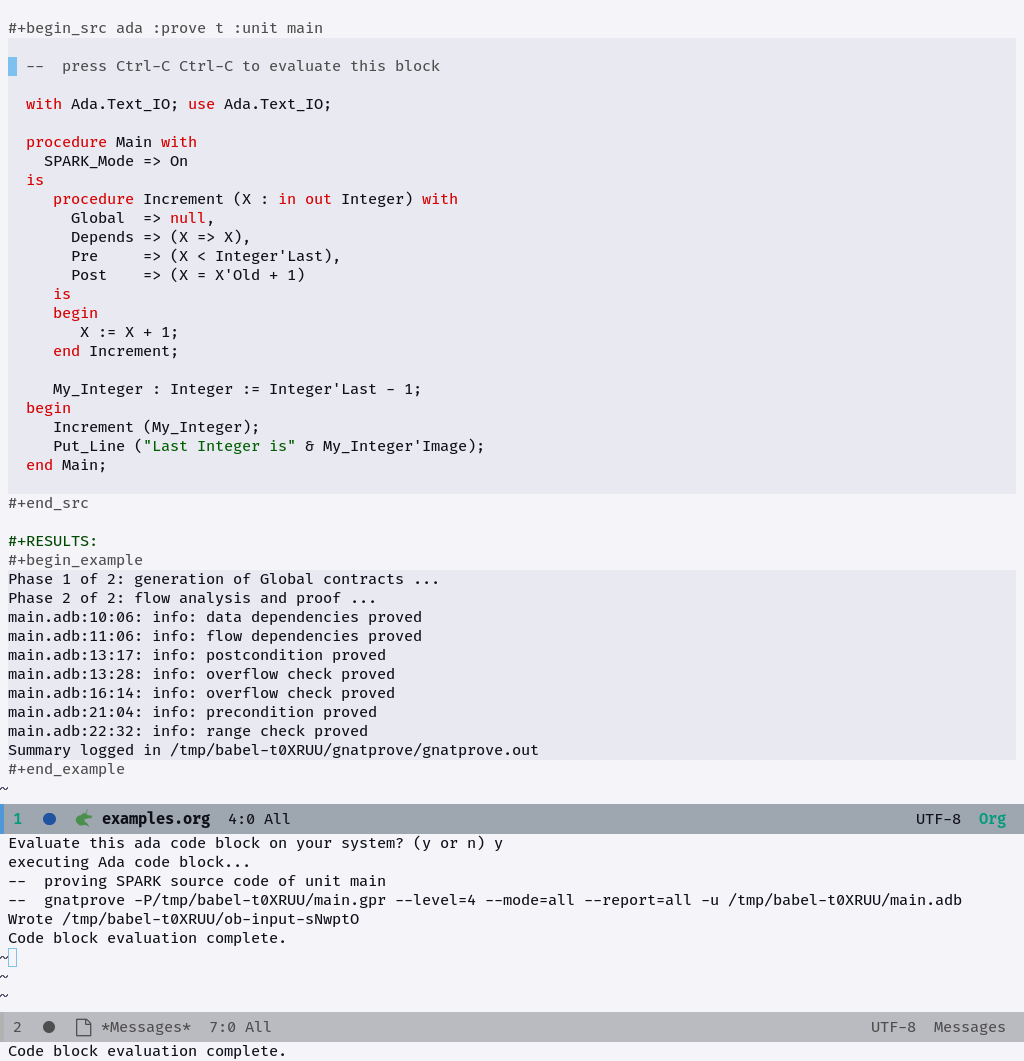 #+begin_src ada :prove t :unit main
--  press Ctrl-C Ctrl-C to evaluate this block
with Ada.Text_IO; use Ada.Text_IO;
procedure Main with
  SPARK_Mode => On
is
   procedure Increment (X : in out Integer) with
     Global  => null,
     Depends => (X => X),
     Pre     => (X < Integer'Last),
     Post    => (X = X'Old + 1)
   is
   begin
      X := X + 1;
   end Increment;
   My_Integer : Integer := Integer'Last - 1;
begin
   Increment (My_Integer);
   Put_Line ("Last Integer is" & My_Integer'Image);
end Main;
#+end_src
#+RESULTS:
#+begin_example
Phase 1 of 2: generation of Global contracts ...
Phase 2 of 2: flow analysis and proof ...
main.adb:10:06: info: data dependencies proved
main.adb:11:06: info: flow dependencies proved
main.adb:13:17: info: postcondition proved
main.adb:13:28: info: overflow check proved
main.adb:16:14: info: overflow check proved
main.adb:21:04: info: precondition proved
main.adb:22:32: info: range check proved
Summary logged in /tmp/babel-t0XRUU/gnatprove/gnatprove.out
#+end_example
~
1 examples.org 4:0 All UTF-8 Org
Evaluate this ada code block on your system? (y or n) y
executing Ada code block...
--  proving SPARK source code of unit main
--  gnatprove -P/tmp/babel-t0XRUU/main.gpr --level=4 --mode=all --report=all -u /tmp/babel-t0XRUU/main.adb
Wrote /tmp/babel-t0XRUU/ob-input-sNwptO
Code block evaluation complete.
~
~
~
2 *Messages* 7:0 All UTF-8 Messages
Code block evaluation complete.